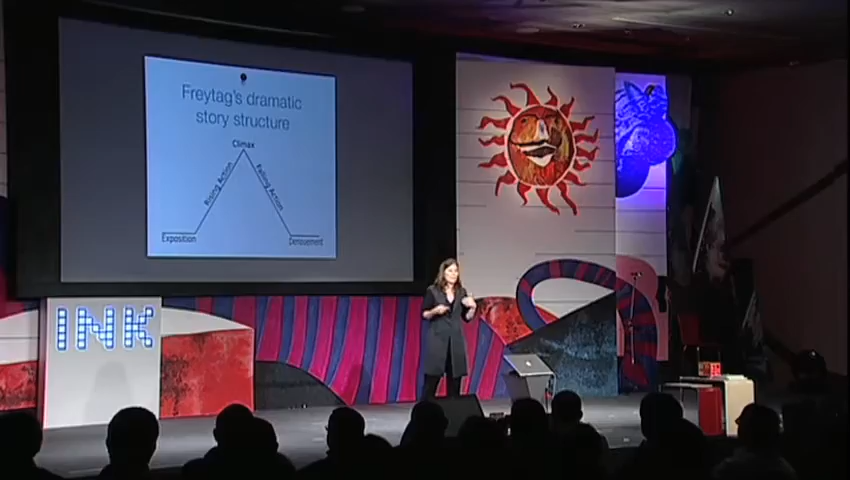 Freytag's dramatic
story structure
Climax
Rising Action
Falling Action
Exposition
Denouement
INK